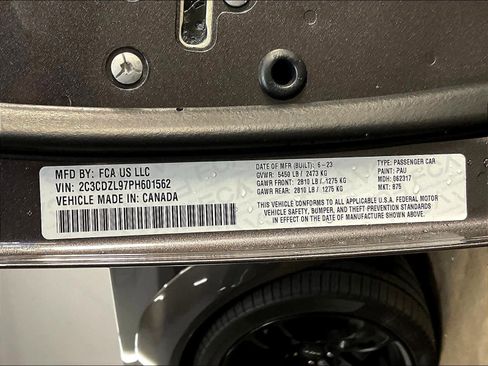 MFD BY: FCA US LLC
VIN: 2C3CDZL97PH601562
VEHICLE MADE IN: CANADA
DATE OF MFR (BUILT): 6-23
GVWR: 5450 LB / 2473 KG
GAWR FRONT: 2810 LB / 1275 KG
GAWR REAR: 2810 LB / 1275 KG
TYPE: PASSENGER CAR
PAINT: PAU
MDH: 062317
MKT: 875
THIS VEHICLE CONFORMS TO ALL APPLICABLE U.S.A. FEDERAL MOTOR
VEHICLE SAFETY, BUMPER, AND THEFT PREVENTION STANDARDS
IN EFFECT ON THE DATE OF MANUFACTURE SHOWN ABOVE